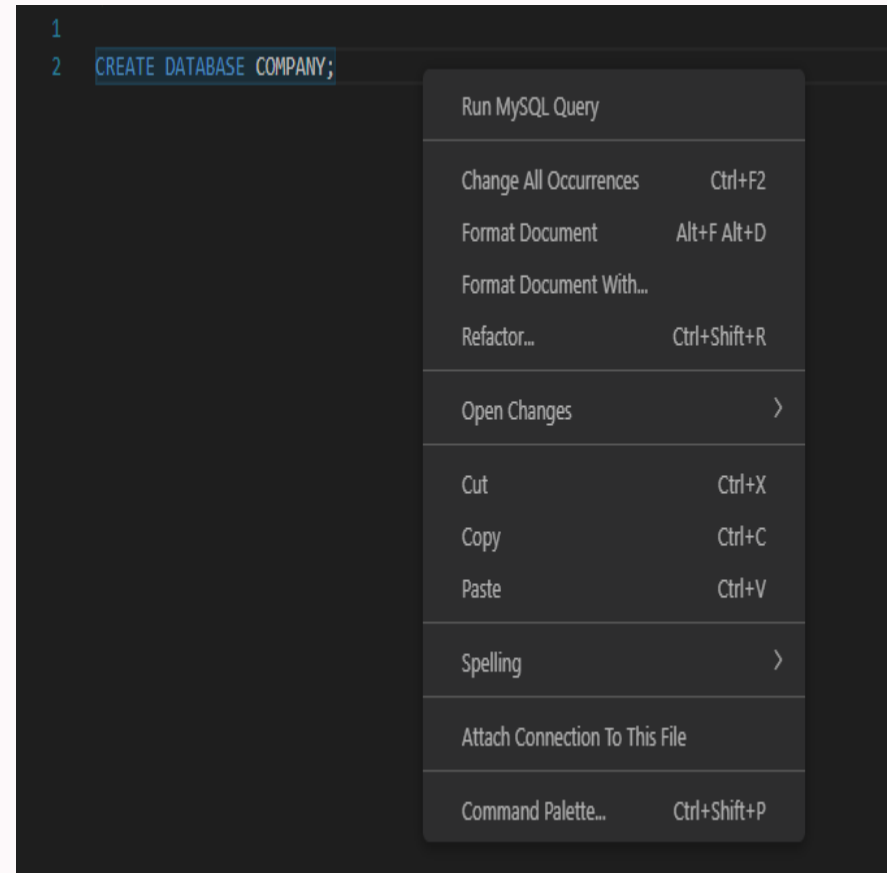 1
2 CREATE DATABASE COMPANY;
Run MySQL Query
Change All Occurrences Ctrl+F2
Format Document Alt+F Alt+D
Format Document With...
Refactor... Ctrl+Shift+R
Open Changes
Cut Ctrl+X
Copy Ctrl+C
Paste Ctrl+V
Spelling
Attach Connection To This File
Command Palette... Ctrl+Shift+P